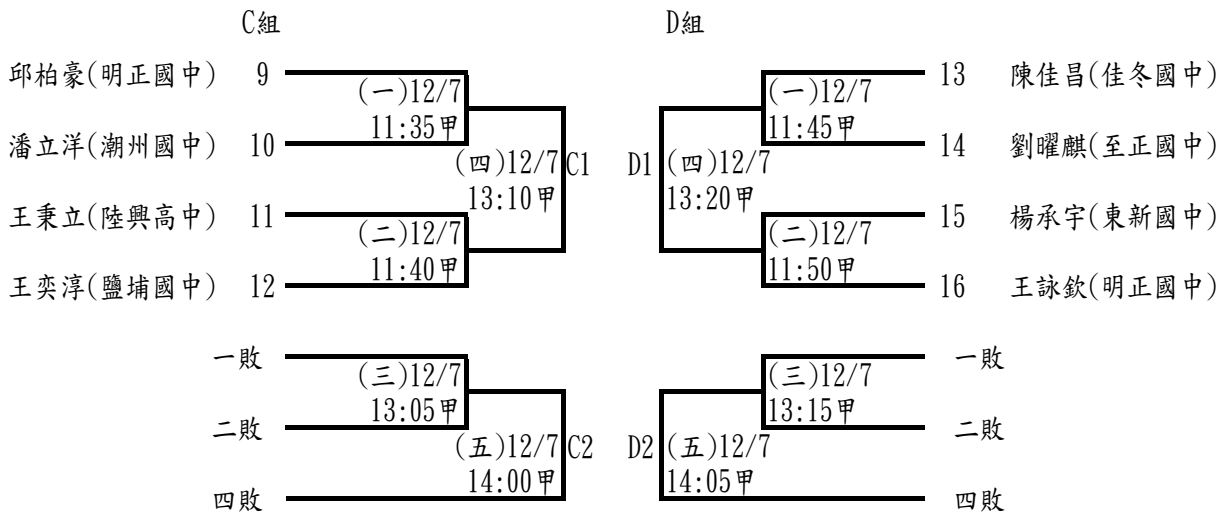 C組
D組
邱柏豪(明正國中) 9
(一)12/7
11:35甲
潘立洋(潮州國中) 10
(四)12/7 C1
13:10甲
王秉立(陸興高中) 11
(二)12/7
11:40甲
王奕淳(鹽埔國中) 12
一敗
(三)12/7
13:05甲
二敗
(五)12/7 C2
14:00甲
四敗
13 陳佳昌(佳冬國中)
(一)12/7
11:45甲
14 劉曜麒(至正國中)
D1 (四)12/7
13:20甲
15 楊承宇(東新國中)
(二)12/7
11:50甲
16 王詠欽(明正國中)
一敗
(三)12/7
13:15甲
二敗
D2 (五)12/7
14:05甲
四敗